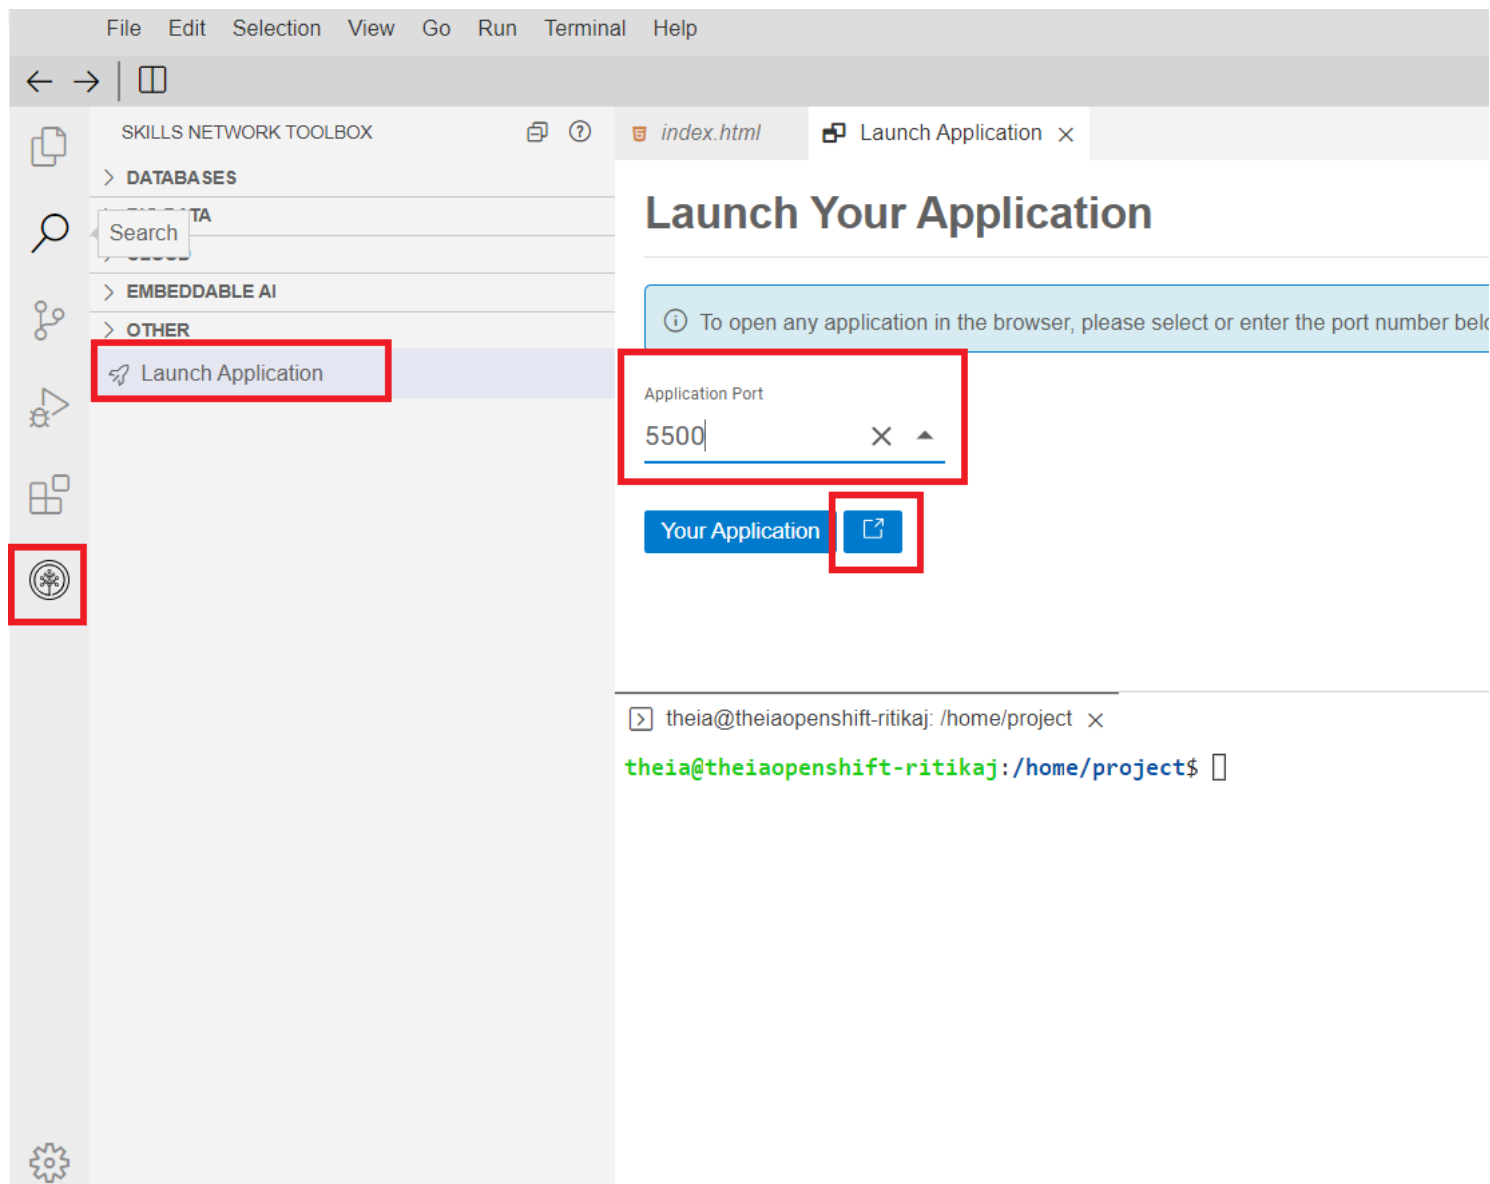 File Edit Selection View Go Run Terminal Help
SKILLS NETWORK TOOLBOX
index.html
Launch Application
DATABASES
TA
Search
EMBEDDABLE AI
OTHER
Launch Application
Launch Your Application
To open any application in the browser, please select or enter the port number
Application Port
5500
Your Application
theia@theiaopenshift-ritikaj: /home/project
theia@theiaopenshift-ritikaj:/home/project$